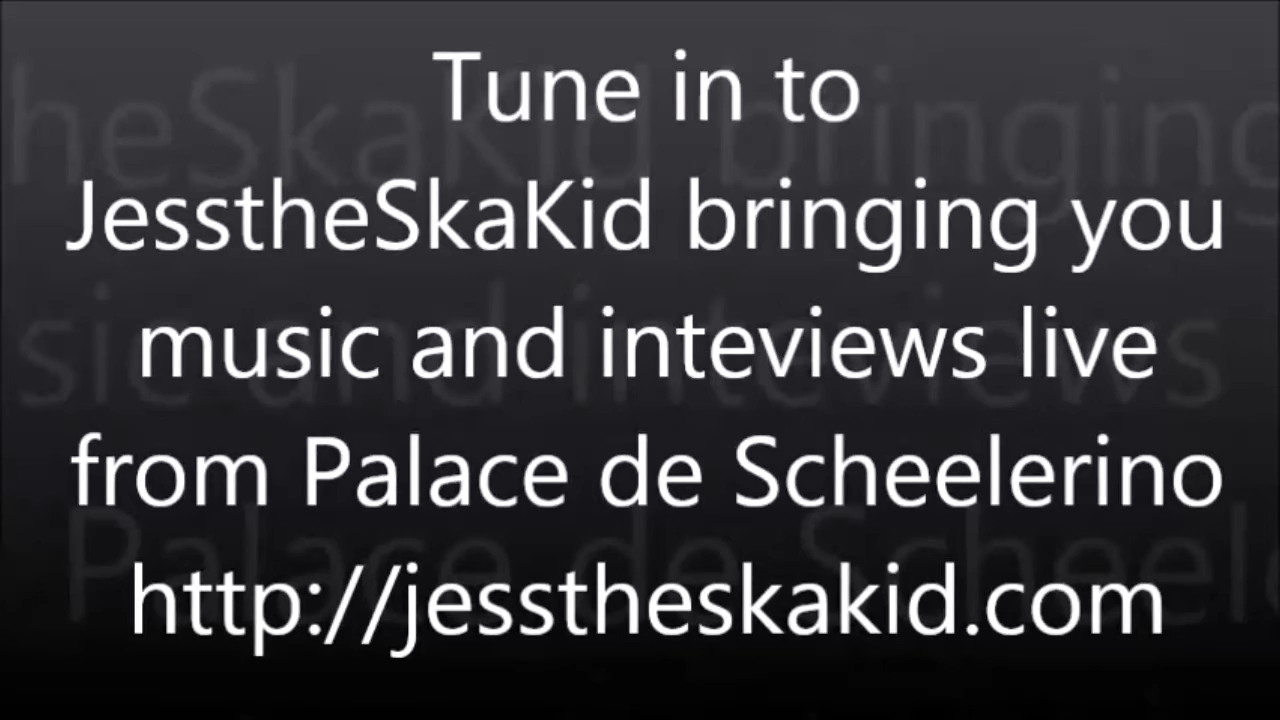 Tune in to
JesstheSkaKid bringing you
music and inteviews live
from Palace de Scheelerino
http://jesstheskakid.com